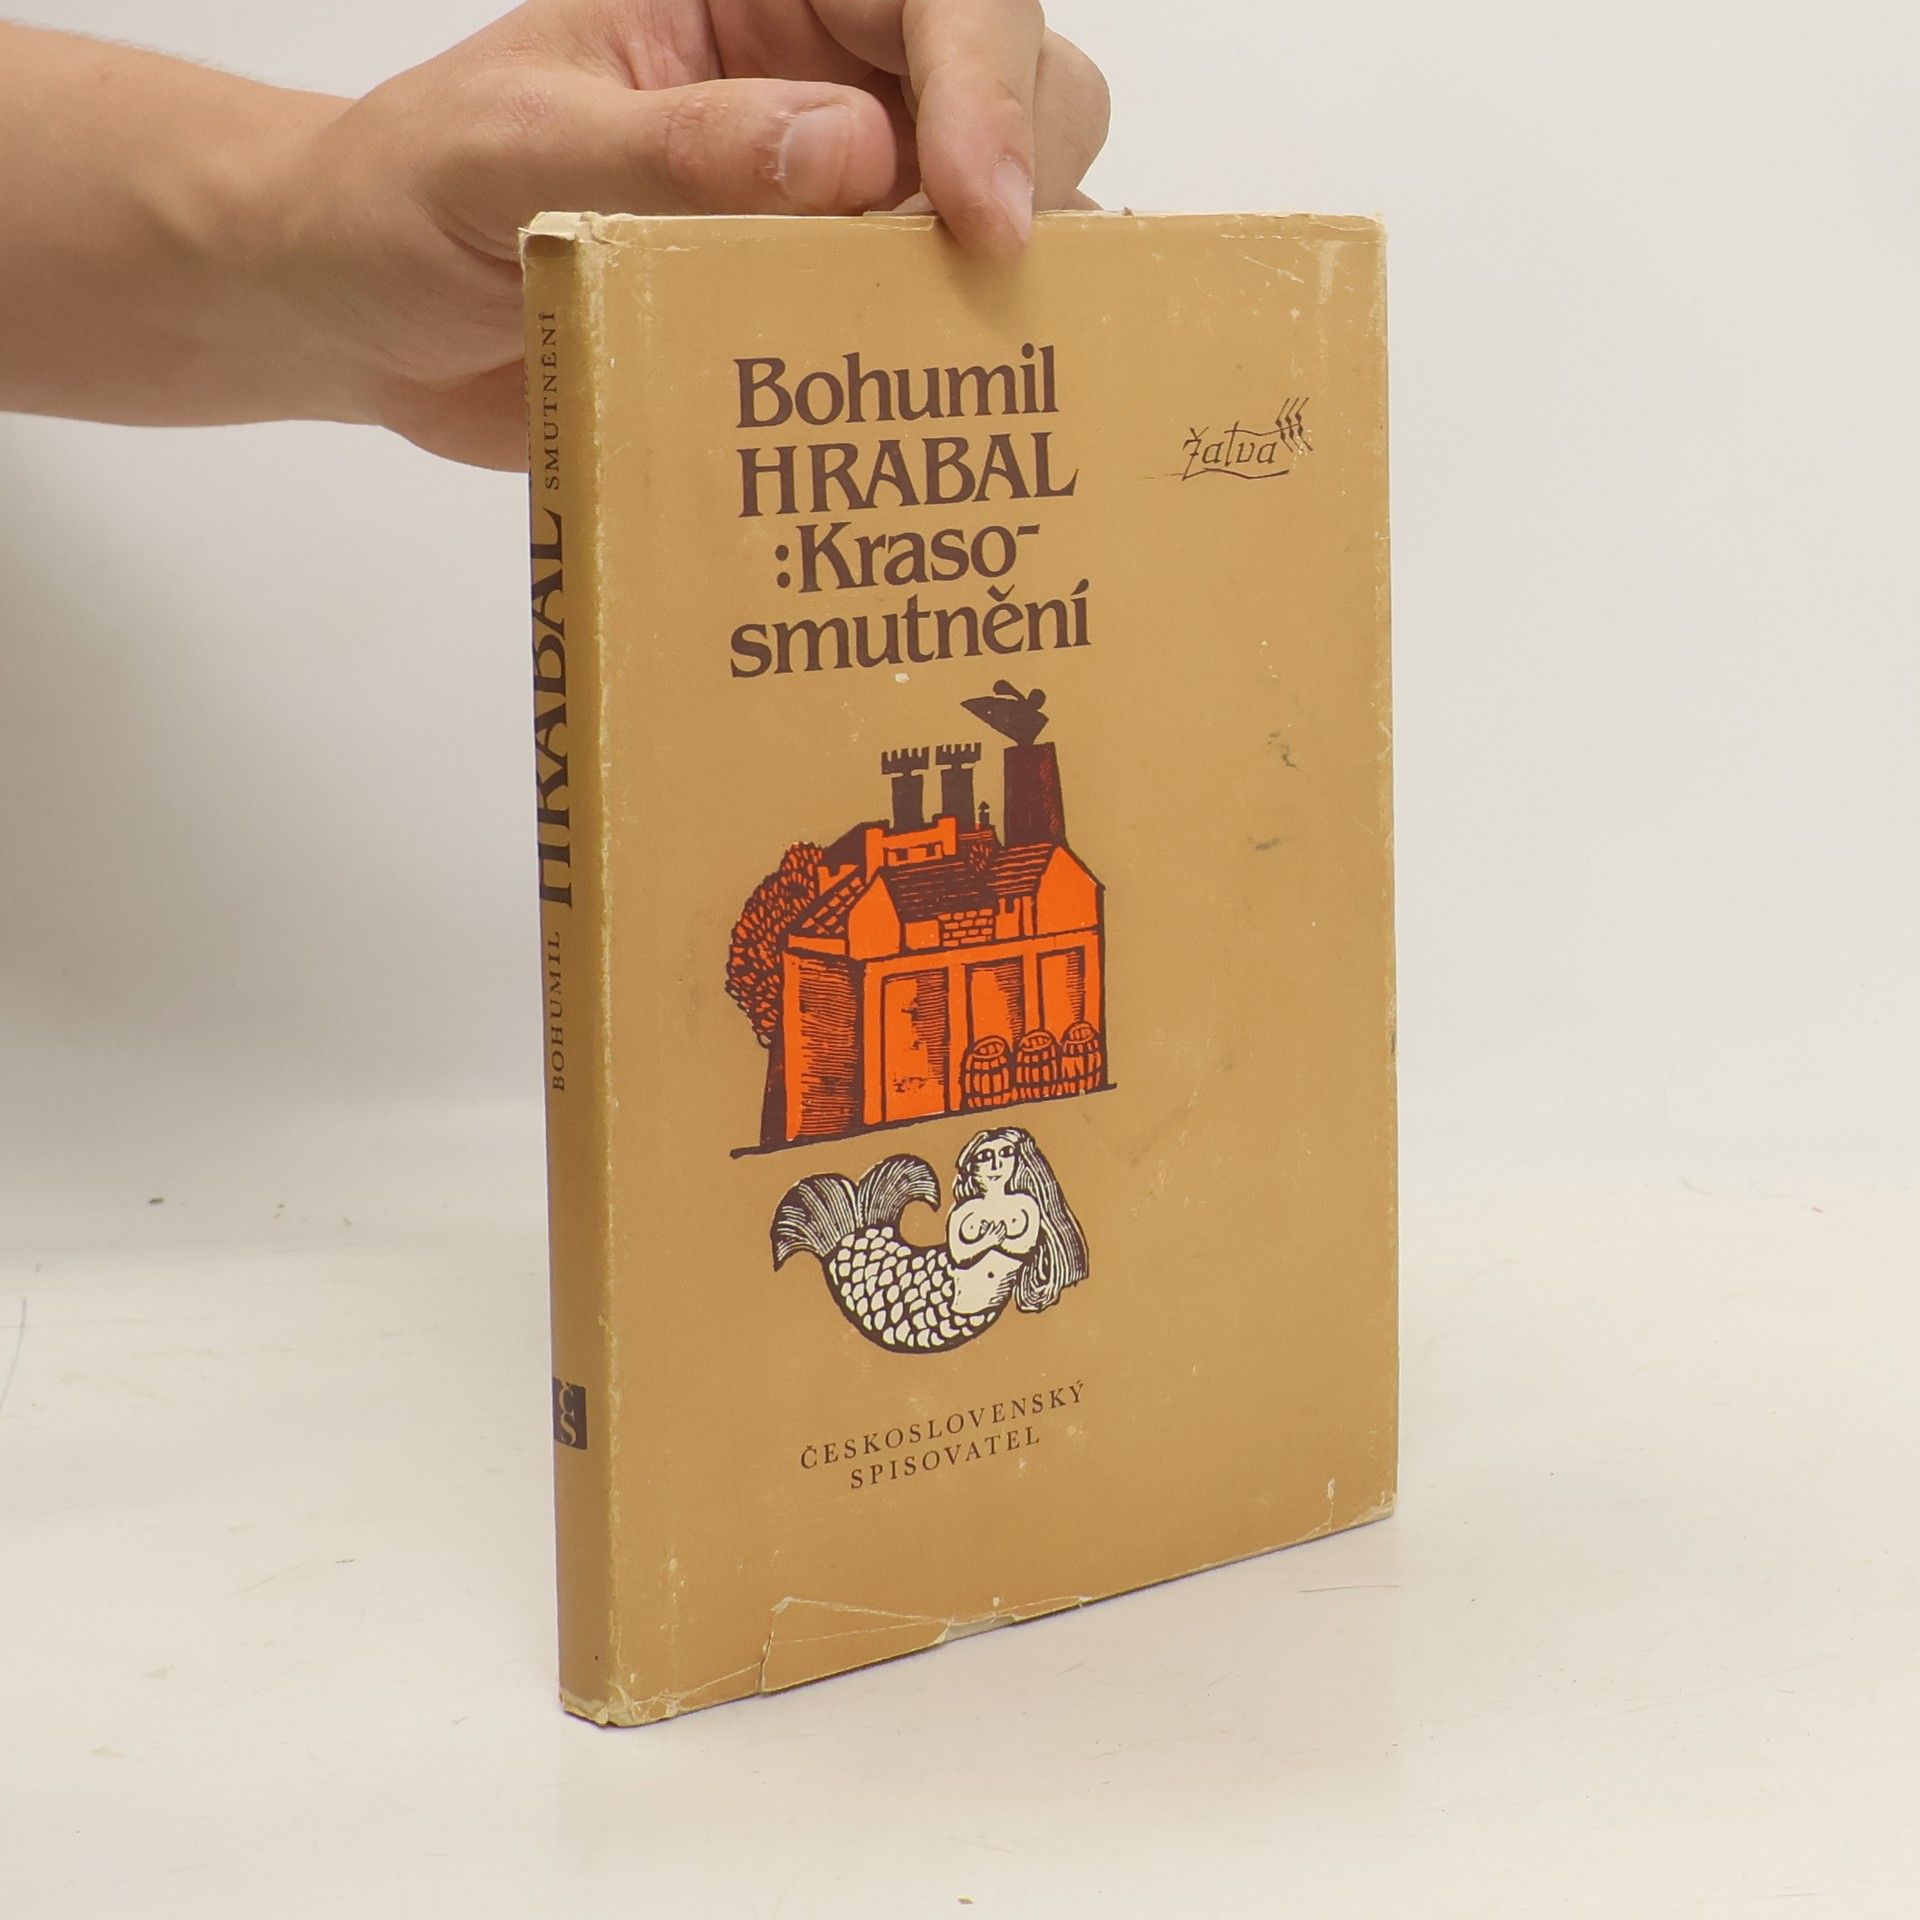 Bohumil
HRABAL
:Kraso-
smutnění
Žatva
ČESKOSLOVENSKÝ
SPISOVATEL
BOHUMIL HRABAL
SMUTNĚNÍ
ČS